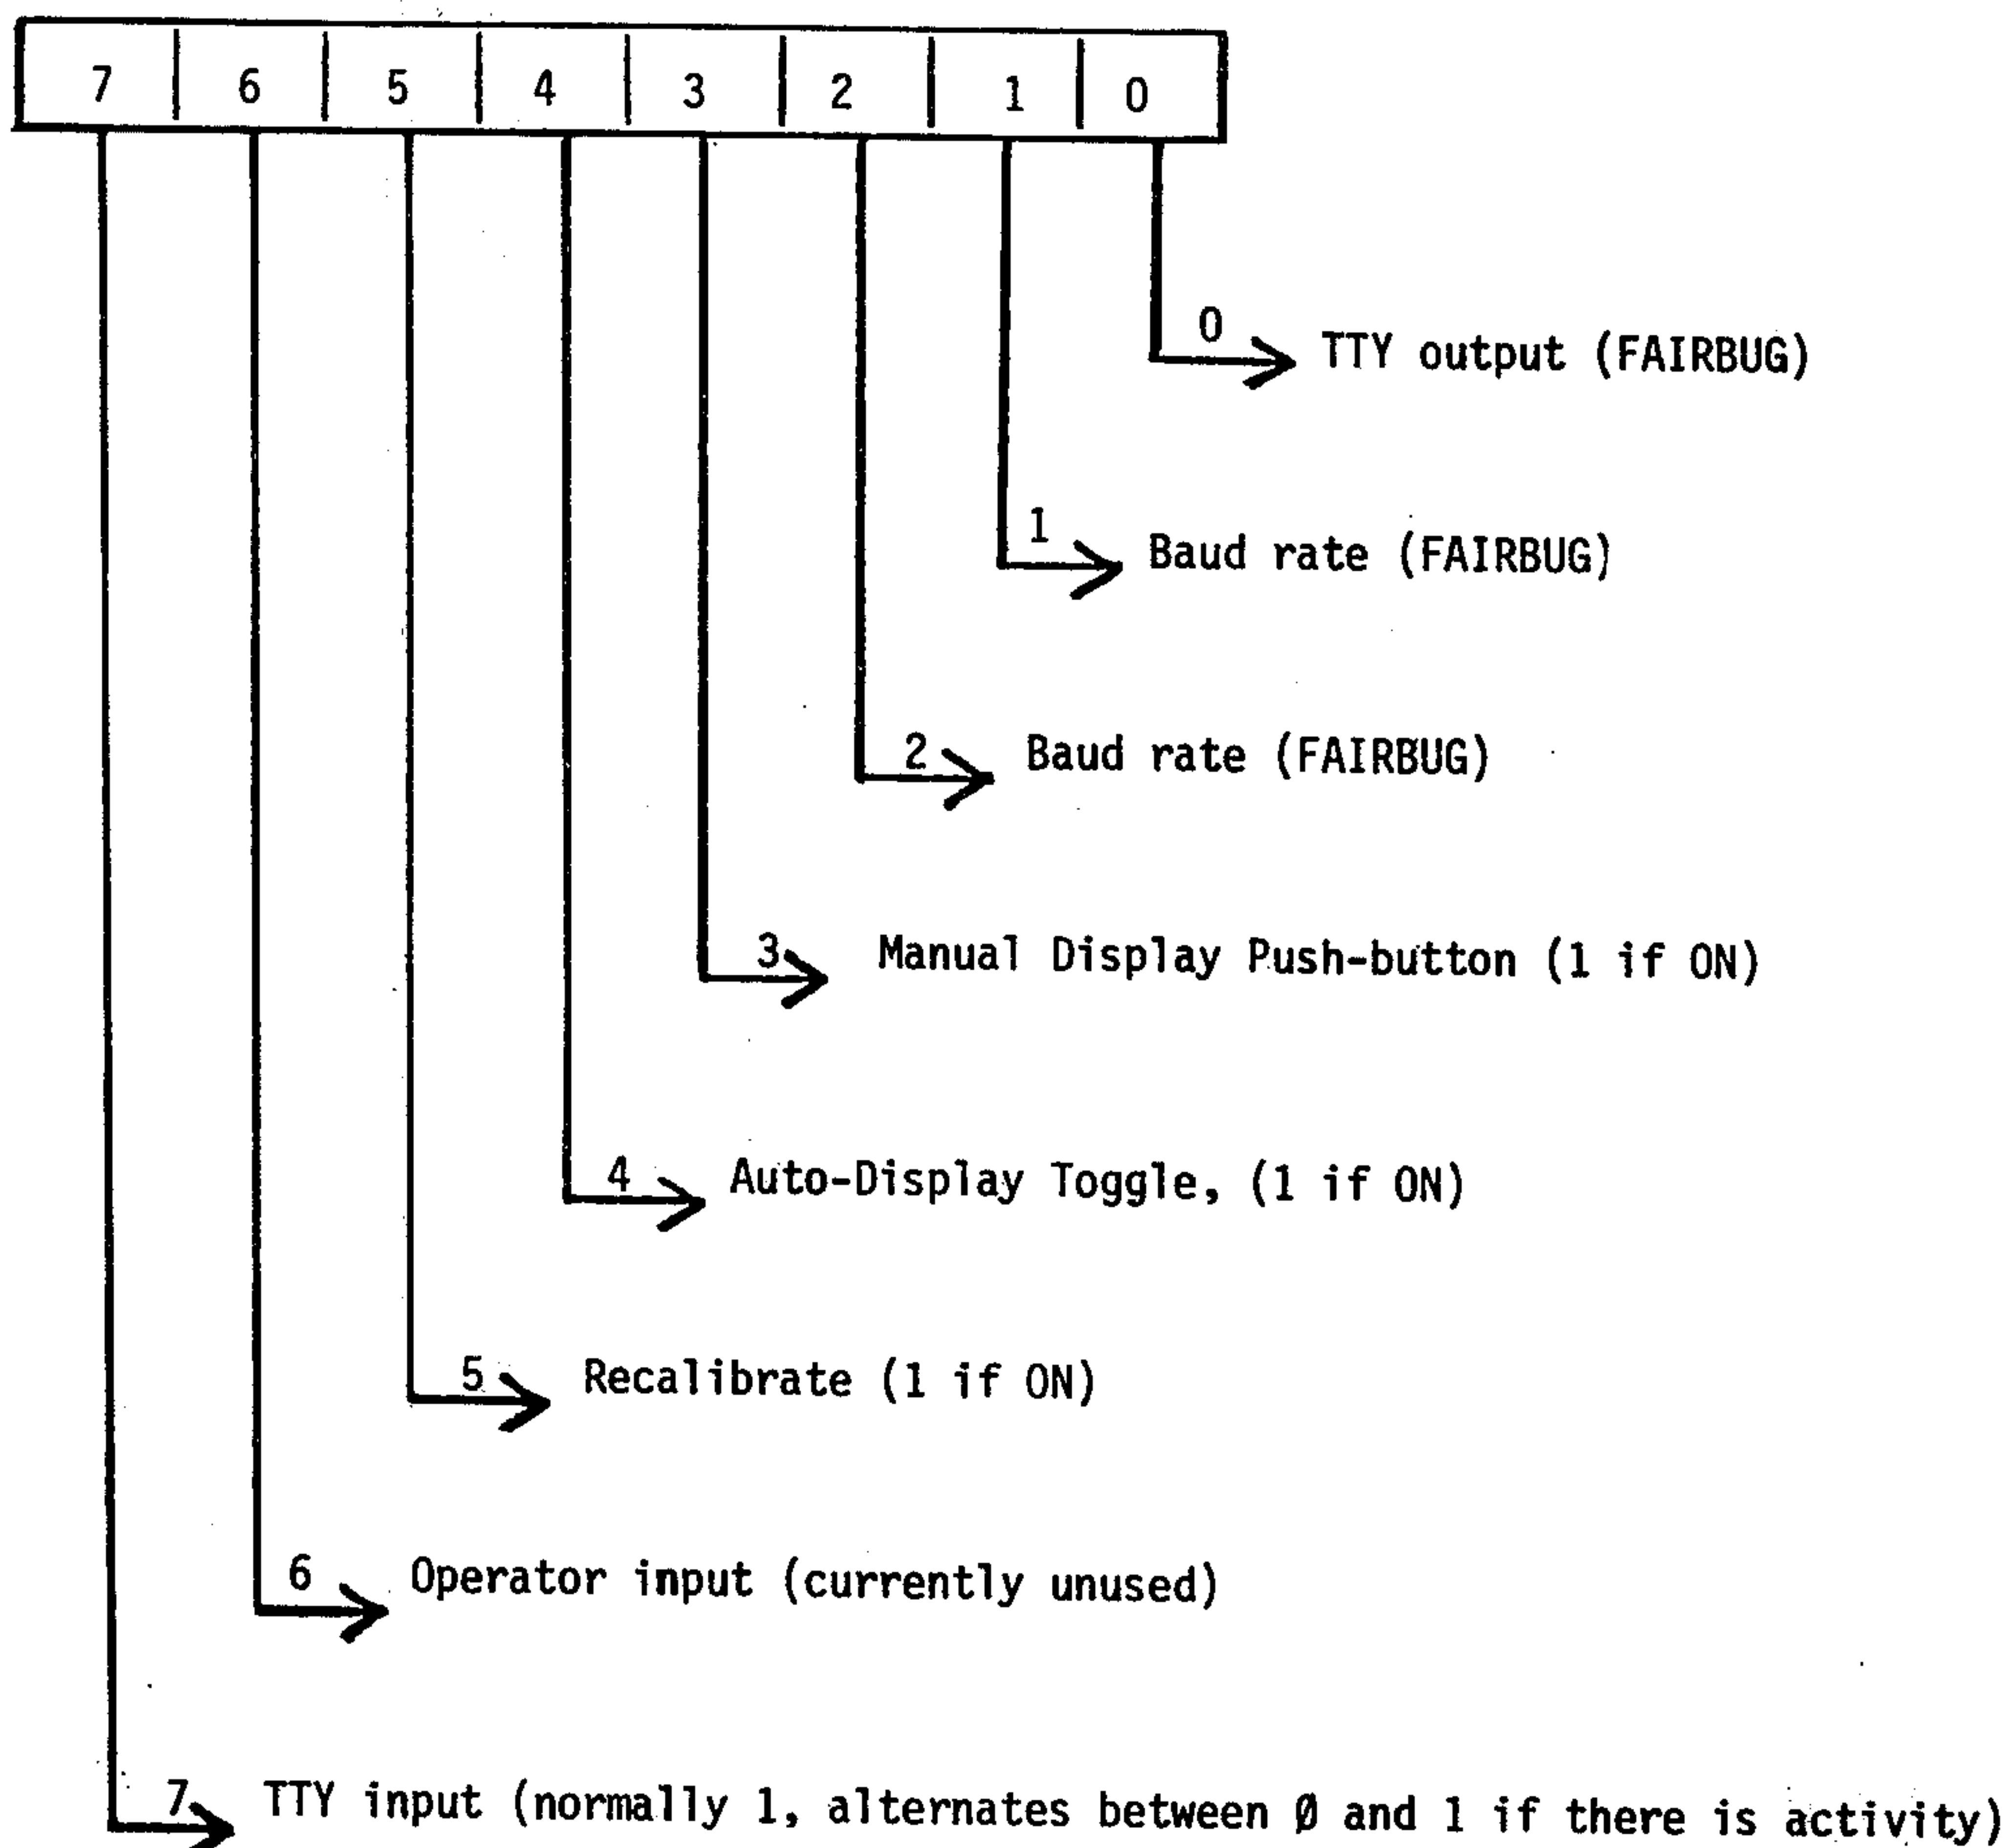 7 6 5 4 3 2 1 0
0 TTY output (FAIRBUG)
1 Baud rate (FAIRBUG)
2 Baud rate (FAIRBUG)
3 Manual Display Push-button (1 if ON)
4 Auto-Display Toggle, (1 if ON)
5 Recalibrate (1 if ON)
6 Operator input (currently unused)
7 TTY input (normally 1, alternates between Ø and 1 if there is activity)